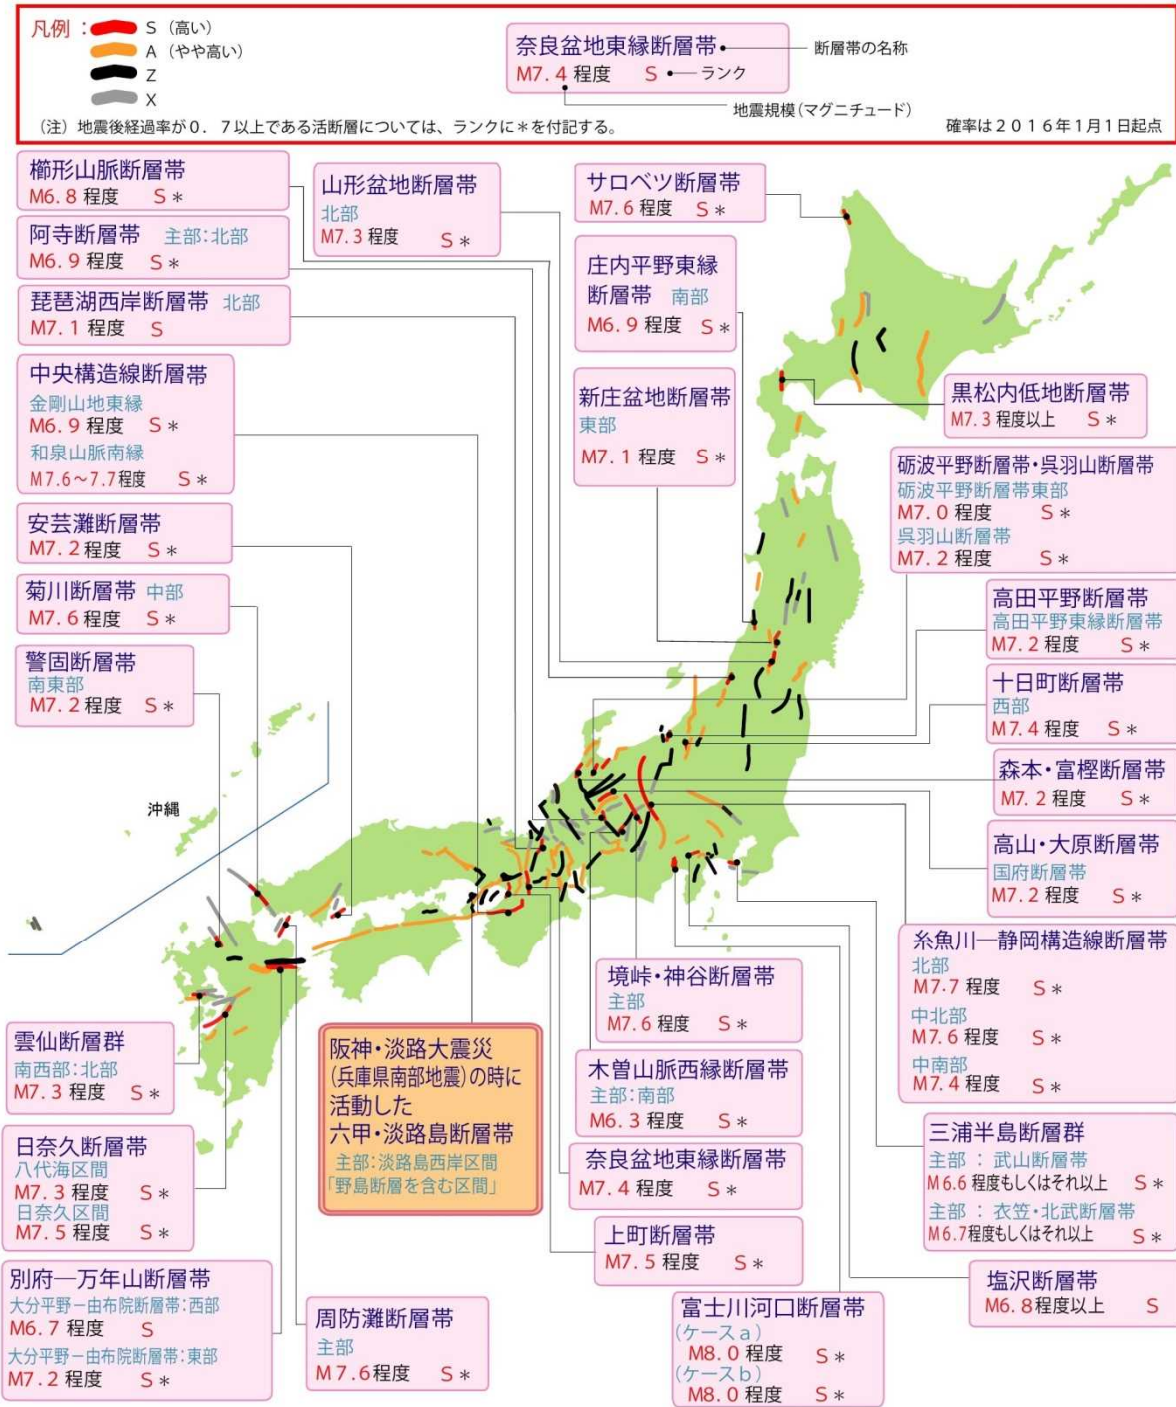 凡例：
S（高い）
A（やや高い）
Z
X
奈良盆地東縁断層帯
M7.4程度 S
断層帯の名称
ランク
地震規模（マグニチュード）
（注）地震後経過率が０．７以上である活断層については、ランクに＊を付記する。
確率は２０１６年１月１日起点
櫛形山脈断層帯
M6.8程度 S＊
阿寺断層帯 主部：北部
M6.9程度 S＊
琵琶湖西岸断層帯 北部
M7.1程度 S
中央構造線断層帯
金剛山地東縁
M6.9程度 S＊
和泉山脈南縁
M7.6～7.7程度 S＊
安芸灘断層帯
M7.2程度 S＊
菊川断層帯 中部
M7.6程度 S＊
警固断層帯
南東部
M7.2程度 S＊
山形盆地断層帯
北部
M7.3程度 S＊
サロベツ断層帯
M7.6程度 S＊
庄内平野東縁
断層帯 南部
M6.9程度 S＊
新庄盆地断層帯
東部
M7.1程度 S＊
黒松内低地断層帯
M7.3程度以上 S＊
砺波平野断層帯・呉羽山断層帯
砺波平野断層帯東部
M7.0程度 S＊
呉羽山断層帯
M7.2程度 S＊
高田平野断層帯
高田平野東縁断層帯
M7.2程度 S＊
十日町断層帯
西部
M7.4程度 S＊
森本・富樫断層帯
M7.2程度 S＊
高山・大原断層帯
国府断層帯
M7.2程度 S＊
糸魚川―静岡構造線断層帯
北部
M7.7程度 S＊
中北部
M7.6程度 S＊
中南部
M7.4程度 S＊
沖縄
雲仙断層群
南西部：北部
M7.3程度 S＊
日奈久断層帯
八代海区間
M7.3程度 S＊
日奈久区間
M7.5程度 S＊
別府―万年山断層帯
大分平野－由布院断層帯：西部
M6.7程度 S
大分平野－由布院断層帯：東部
M7.2程度 S＊
周防灘断層帯
主部
M7.6程度 S＊
阪神・淡路大震災
（兵庫県南部地震）の時に
活動した
六甲・淡路島断層帯
主部：淡路島西岸区間
「野島断層を含む区間」
境峠・神谷断層帯
主部
M7.6程度 S＊
木曽山脈西縁断層帯
主部：南部
M6.3程度 S＊
奈良盆地東縁断層帯
M7.4程度 S＊
上町断層帯
M7.5程度 S＊
富士川河口断層帯
（ケースa）
M8.0程度 S＊
（ケースb）
M8.0程度 S＊
三浦半島断層群
主部 ： 武山断層帯
M6.6程度もしくはそれ以上 S＊
主部 ： 衣笠・北武断層帯
M6.7程度もしくはそれ以上 S＊
塩沢断層帯
M6.8程度以上 S